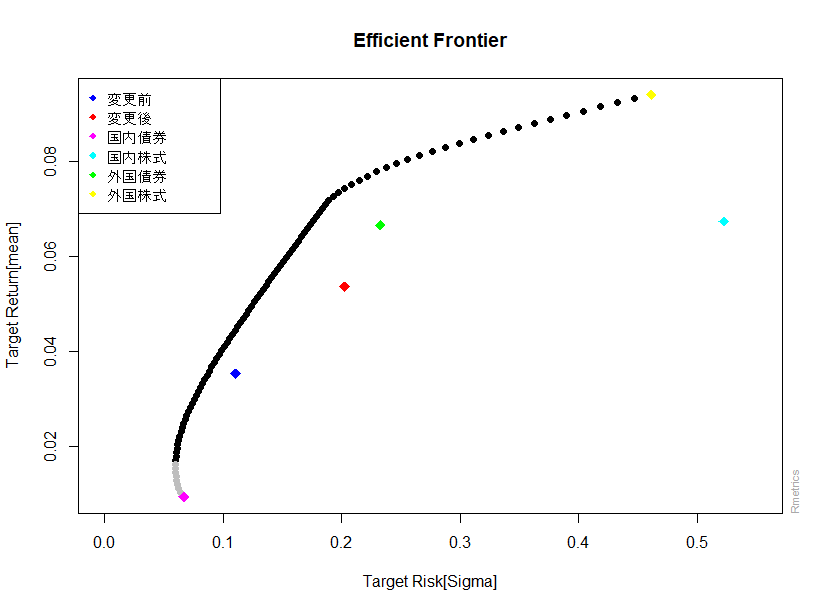 Efficient Frontier
変更前
変更後
国内債券
国内株式
外国債券
外国株式
0.08
0.06
0.04
0.02
Target Return[mean]
0.0 0.1 0.2 0.3 0.4 0.5
Target Risk[Sigma]
Rmetrics